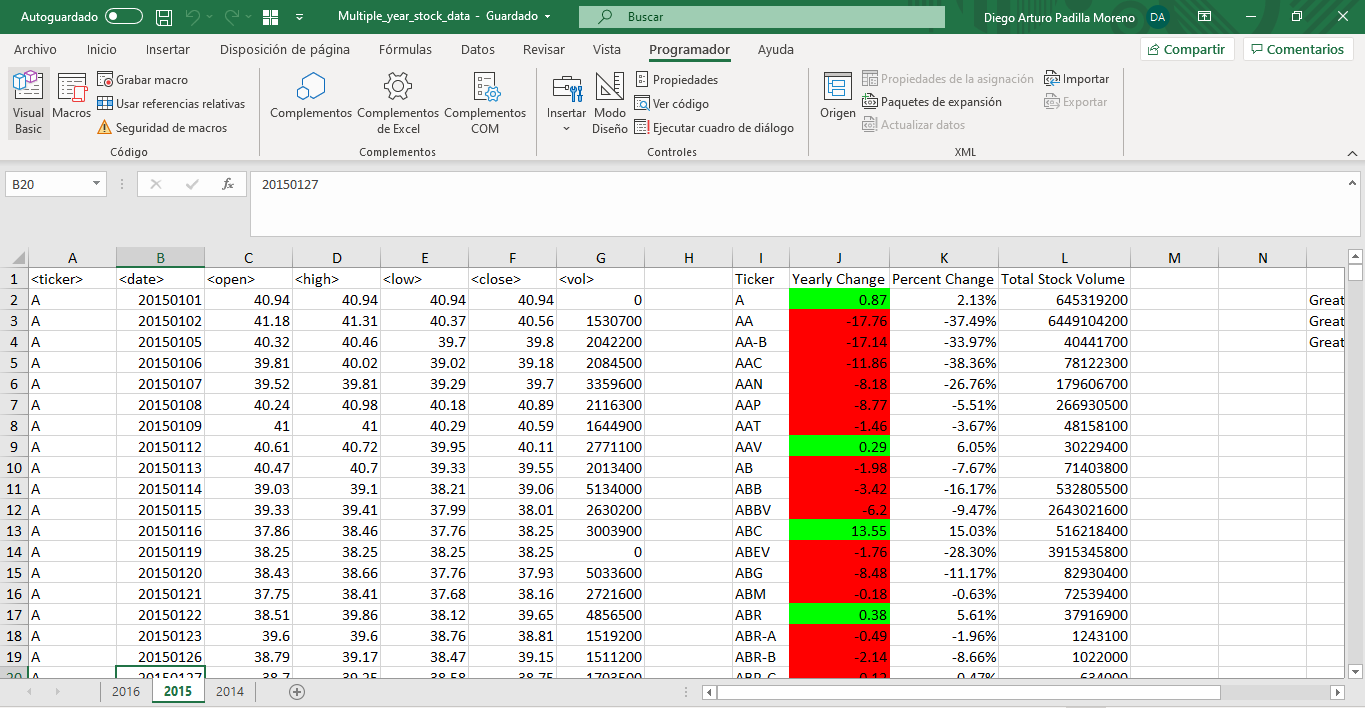 Autoguardado Multiple_year_stock_data - Guardado Buscar Diego Arturo Padilla Moreno DA
Archivo Inicio Insertar Disposición de página Fórmulas Datos Revisar Vista Programador Ayuda Compartir Comentarios
Visual Basic
Macros
Grabar macro
Usar referencias relativas
Seguridad de macros
Código
Complementos
Complementos de Excel
Complementos COM
Complementos
Insertar
Modo Diseño
Propiedades
Ver código
Ejecutar cuadro de diálogo
Controles
Origen
Propiedades de la asignación
Paquetes de expansión
Actualizar datos
Importar
Exportar
XML
B20 fx 20150127
A B C D E F G H I J K L M N
1 <ticker> <date> <open> <high> <low> <close> <vol> Ticker Yearly Change Percent Change Total Stock Volume
2 A 20150101 40.94 40.94 40.94 40.94 0 A 0.87 2.13% 645319200 Great
3 A 20150102 41.18 41.31 40.37 40.56 1530700 AA -17.76 -37.49% 6449104200 Great
4 A 20150105 40.32 40.46 39.7 39.8 2042200 AA-B -17.14 -33.97% 40441700 Great
5 A 20150106 39.81 40.02 39.02 39.18 2084500 AAC -11.86 -38.36% 78122300
6 A 20150107 39.52 39.81 39.29 39.7 3359600 AAN -8.18 -26.76% 179606700
7 A 20150108 40.24 40.98 40.18 40.89 2116300 AAP -8.77 -5.51% 266930500
8 A 20150109 41 41 40.29 40.59 1644900 AAT -1.46 -3.67% 48158100
9 A 20150112 40.61 40.72 39.95 40.11 2771100 AAV 0.29 6.05% 30229400
10 A 20150113 40.47 40.7 39.33 39.55 2013400 AB -1.98 -7.67% 71403800
11 A 20150114 39.03 39.1 38.21 39.06 5134000 ABB -3.42 -16.17% 532805500
12 A 20150115 39.33 39.41 37.99 38.01 2630200 ABBV -6.2 -9.47% 2643021600
13 A 20150116 37.86 38.46 37.76 38.25 3003900 ABC 13.55 15.03% 516218400
14 A 20150119 38.25 38.25 38.25 38.25 0 ABEV -1.76 -28.30% 3915345800
15 A 20150120 38.43 38.66 37.76 37.93 5033600 ABG -8.48 -11.17% 82930400
16 A 20150121 37.75 38.41 37.68 38.16 2721600 ABM -0.18 -0.63% 72539400
17 A 20150122 38.51 39.86 38.12 39.65 4856500 ABR 0.38 5.61% 37916900
18 A 20150123 39.6 39.6 38.76 38.81 1519200 ABR-A -0.49 -1.96% 1243100
19 A 20150126 38.79 39.17 38.47 39.15 1511200 ABR-B -2.14 -8.66% 1022000
20 A 20150127 38.7 39.25 38.58 38.75 1703500 ABR-C
2016 2015 2014